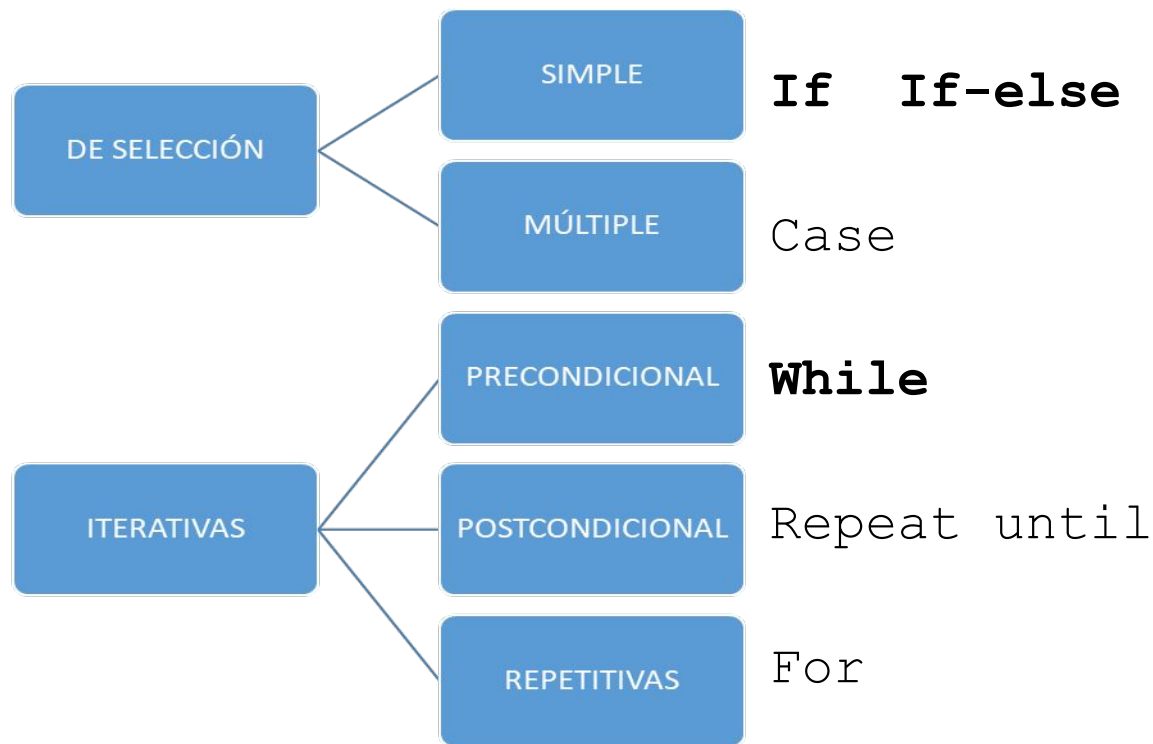 DE SELECCIÓN
SIMPLE
If If-else
MÚLTIPLE
Case
ITERATIVAS
PRECONDICIONAL
While
POSTCONDICIONAL
Repeat until
REPETITIVAS
For